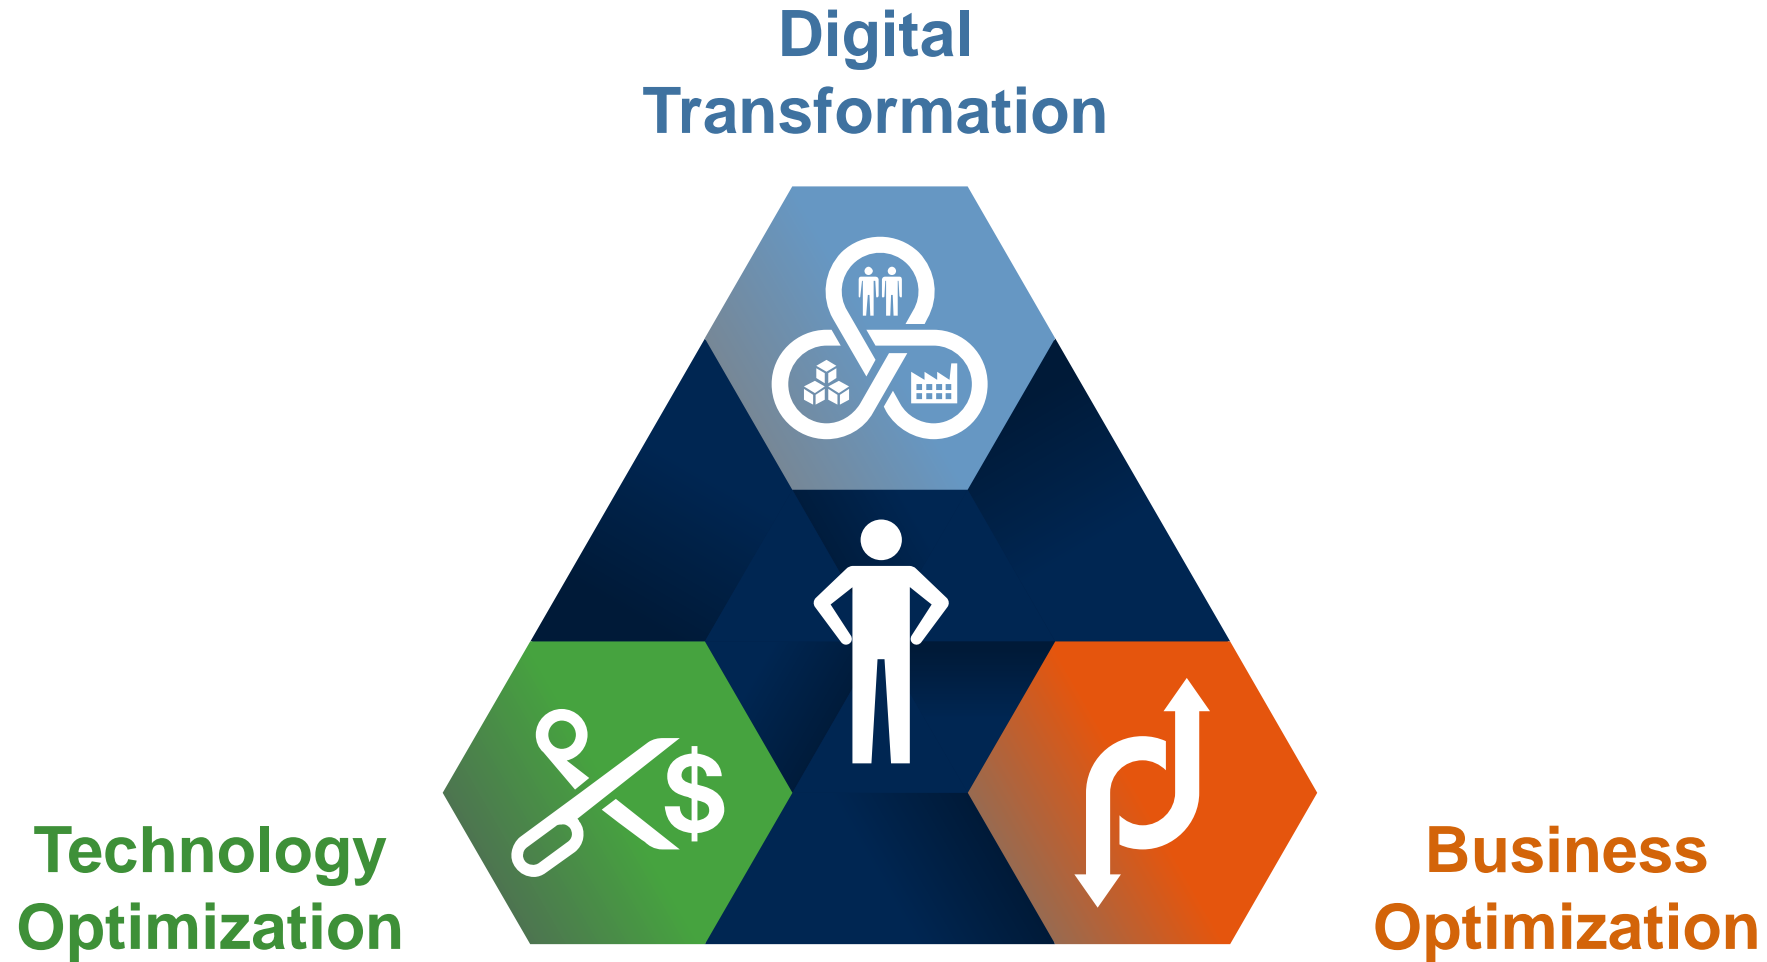 Digital
Transformation
$
Technology
Optimization
Business
Optimization